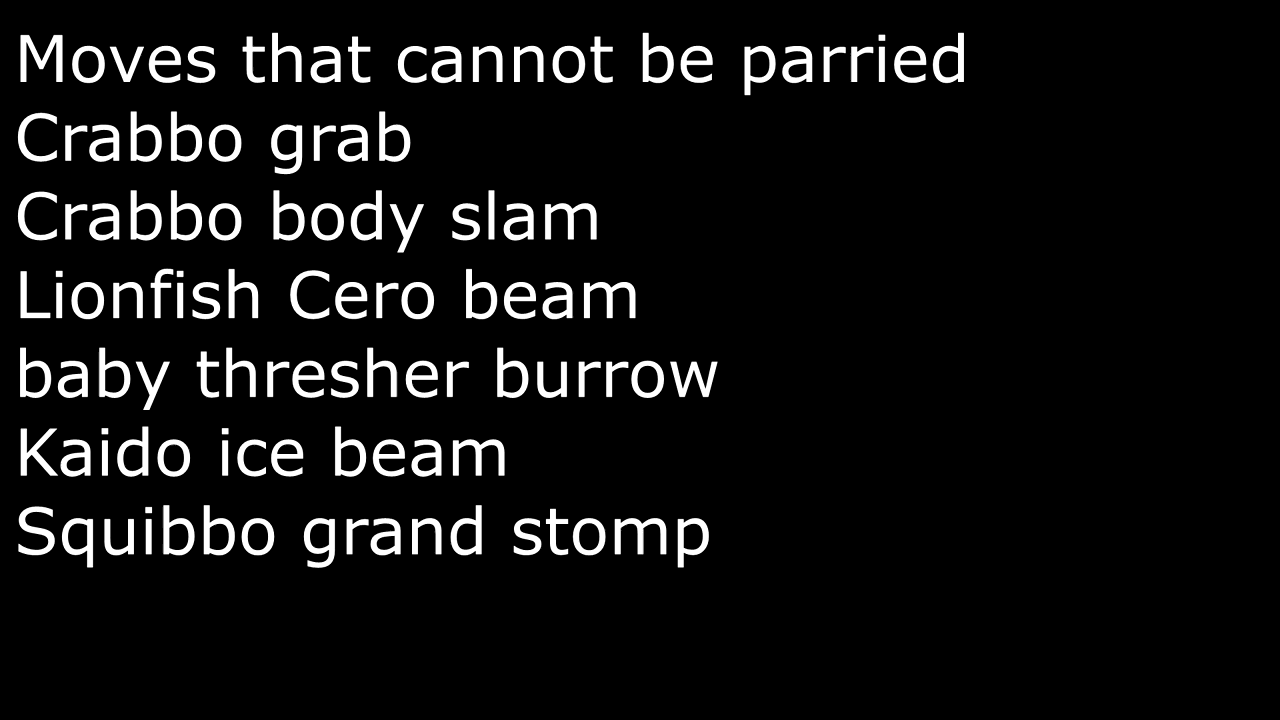 Moves that cannot be parried
Crabbo grab
Crabbo body slam
Lionfish Cero beam
baby thresher burrow
Kaido ice beam
Squibbo grand stomp